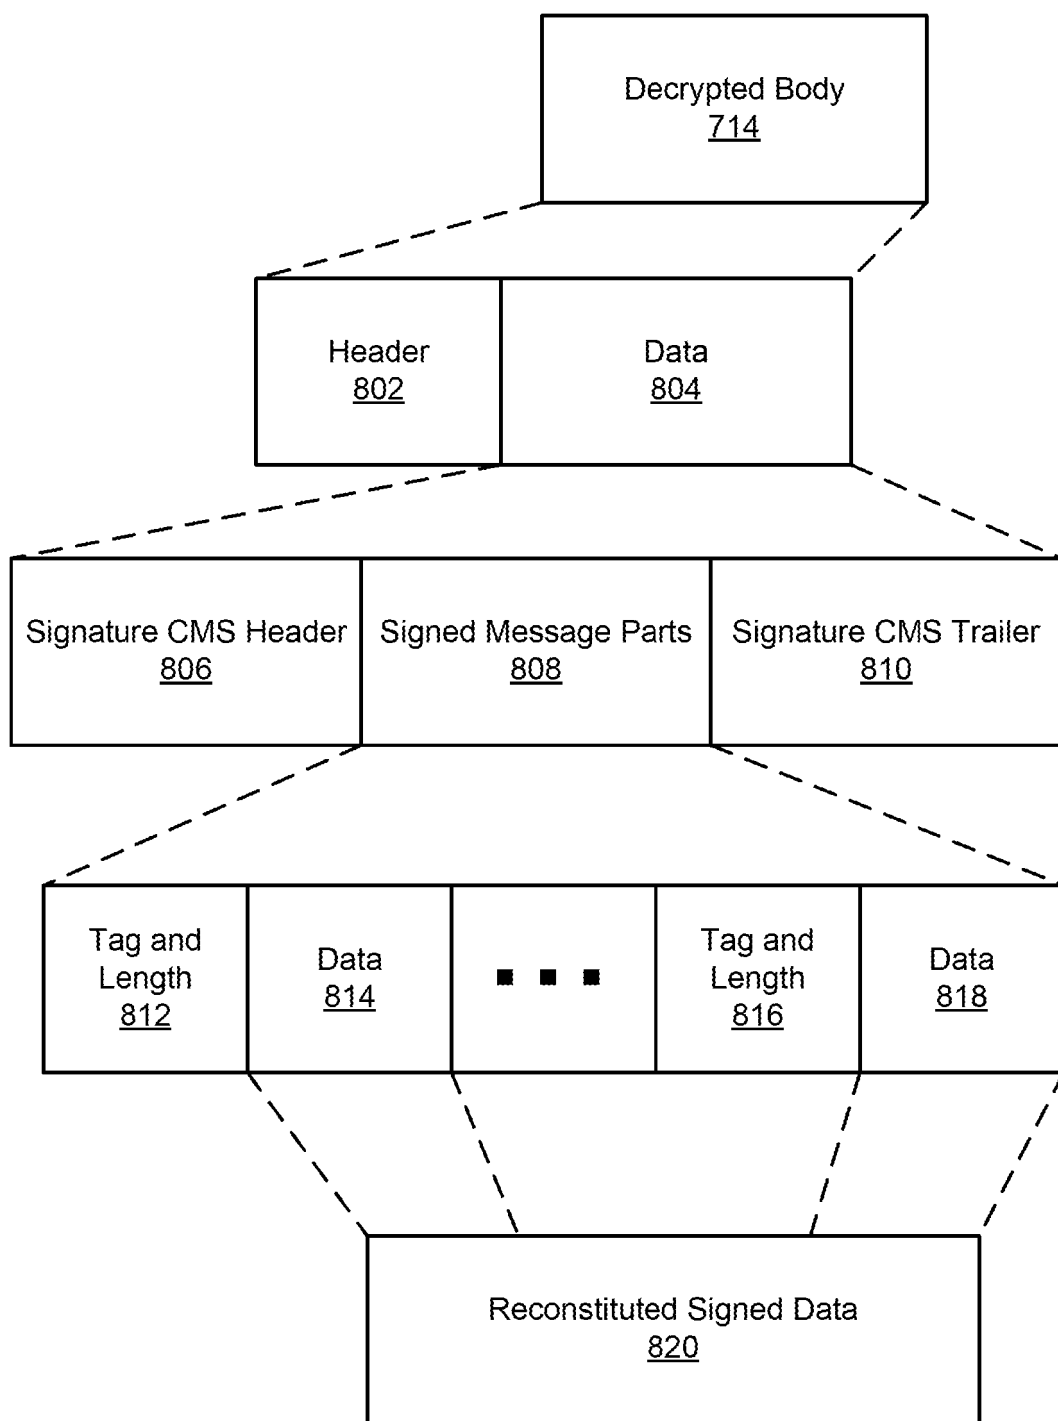 Decrypted Body
714
Header
802
Data
804
Signature CMS Header
806
Signed Message Parts
808
Signature CMS Trailer
810
Tag and
Length
812
Data
814
Tag and
Length
816
Data
818
Reconstituted Signed Data
820